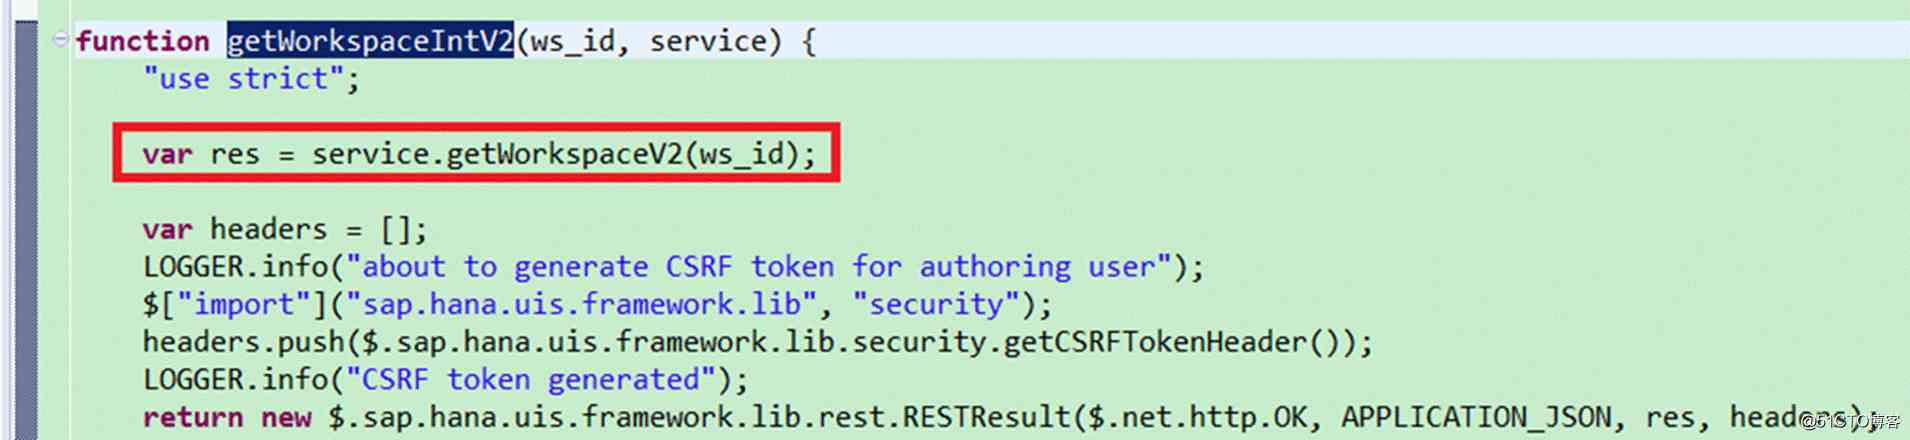 function getWorkspaceIntV2(ws_id, service) {
"use strict";
var res = service.getWorkspaceV2(ws_id);
var headers = [];
LOGGER.info("about to generate CSRF token for authoring user");
$["import"]("sap.hana.uis.framework.lib", "security");
headers.push($.sap.hana.uis.framework.lib.security.getCSRFTokenHeader());
LOGGER.info("CSRF token generated");
return new $.sap.hana.uis.framework.lib.rest.RESTResult($.net.http.OK, APPLICATION_JSON, res, headers);
@51CTO博客